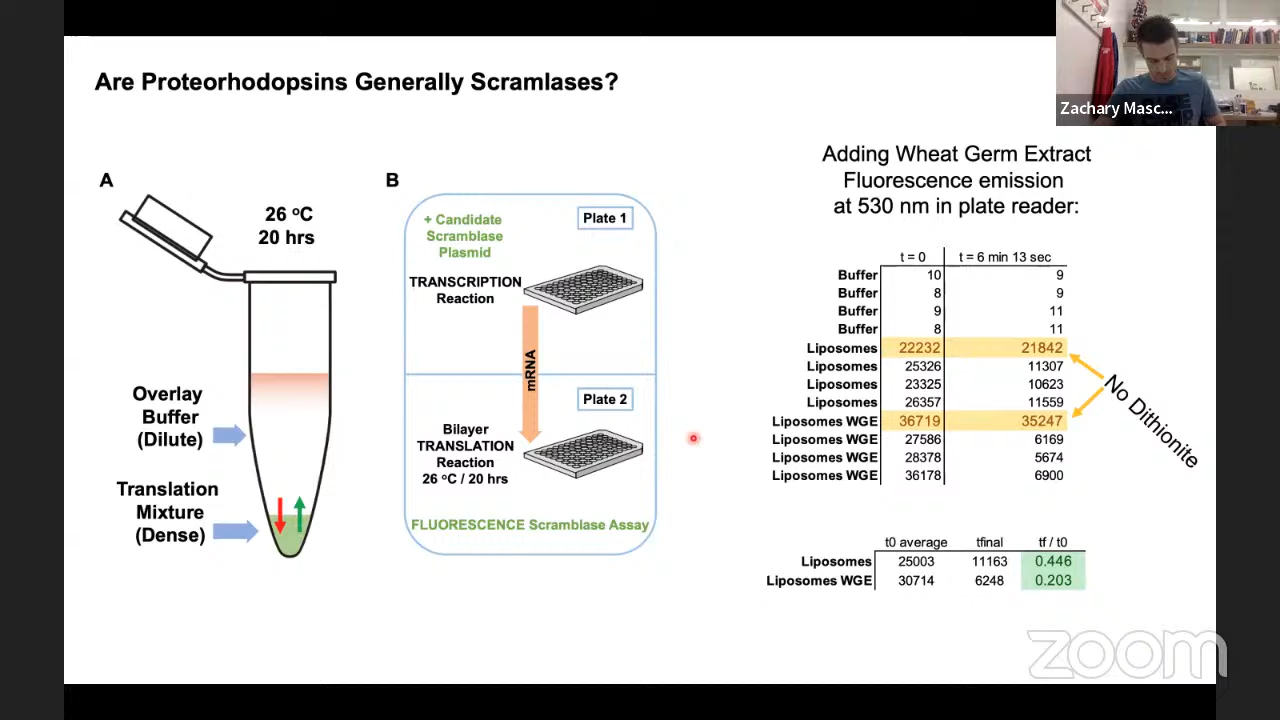 Zachary Masc...
Are Proteorhodopsins Generally Scramlases?
A
26 °C
20 hrs
Overlay
Buffer
(Dilute)
Translation
Mixture
(Dense)
B
+ Candidate
Scramblase
Plasmid
Plate 1
TRANSCRIPTION
Reaction
mRNA
Plate 2
Bilayer
TRANSLATION
Reaction
26 °C / 20 hrs
FLUORESCENCE Scramblase Assay
Adding Wheat Germ Extract
Fluorescence emission
at 530 nm in plate reader:
t = 0 t = 6 min 13 sec
Buffer 10 9
Buffer 8 9
Buffer 9 11
Buffer 8 11
Liposomes 22232 21842
Liposomes 25326 11307
Liposomes 23325 10623
Liposomes 26357 11559
Liposomes WGE 36719 35247
Liposomes WGE 27586 6169
Liposomes WGE 28378 5674
Liposomes WGE 36178 6900
No Dithionite
t0 average tfinal tf / t0
Liposomes 25003 11163 0.446
Liposomes WGE 30714 6248 0.203
zoom